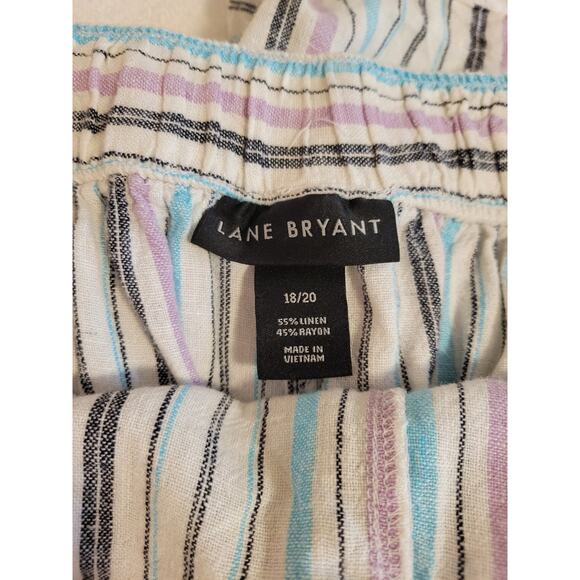 LANE BRYANT
18/20
55% LINEN
45% RAYON
MADE IN
VIETNAM